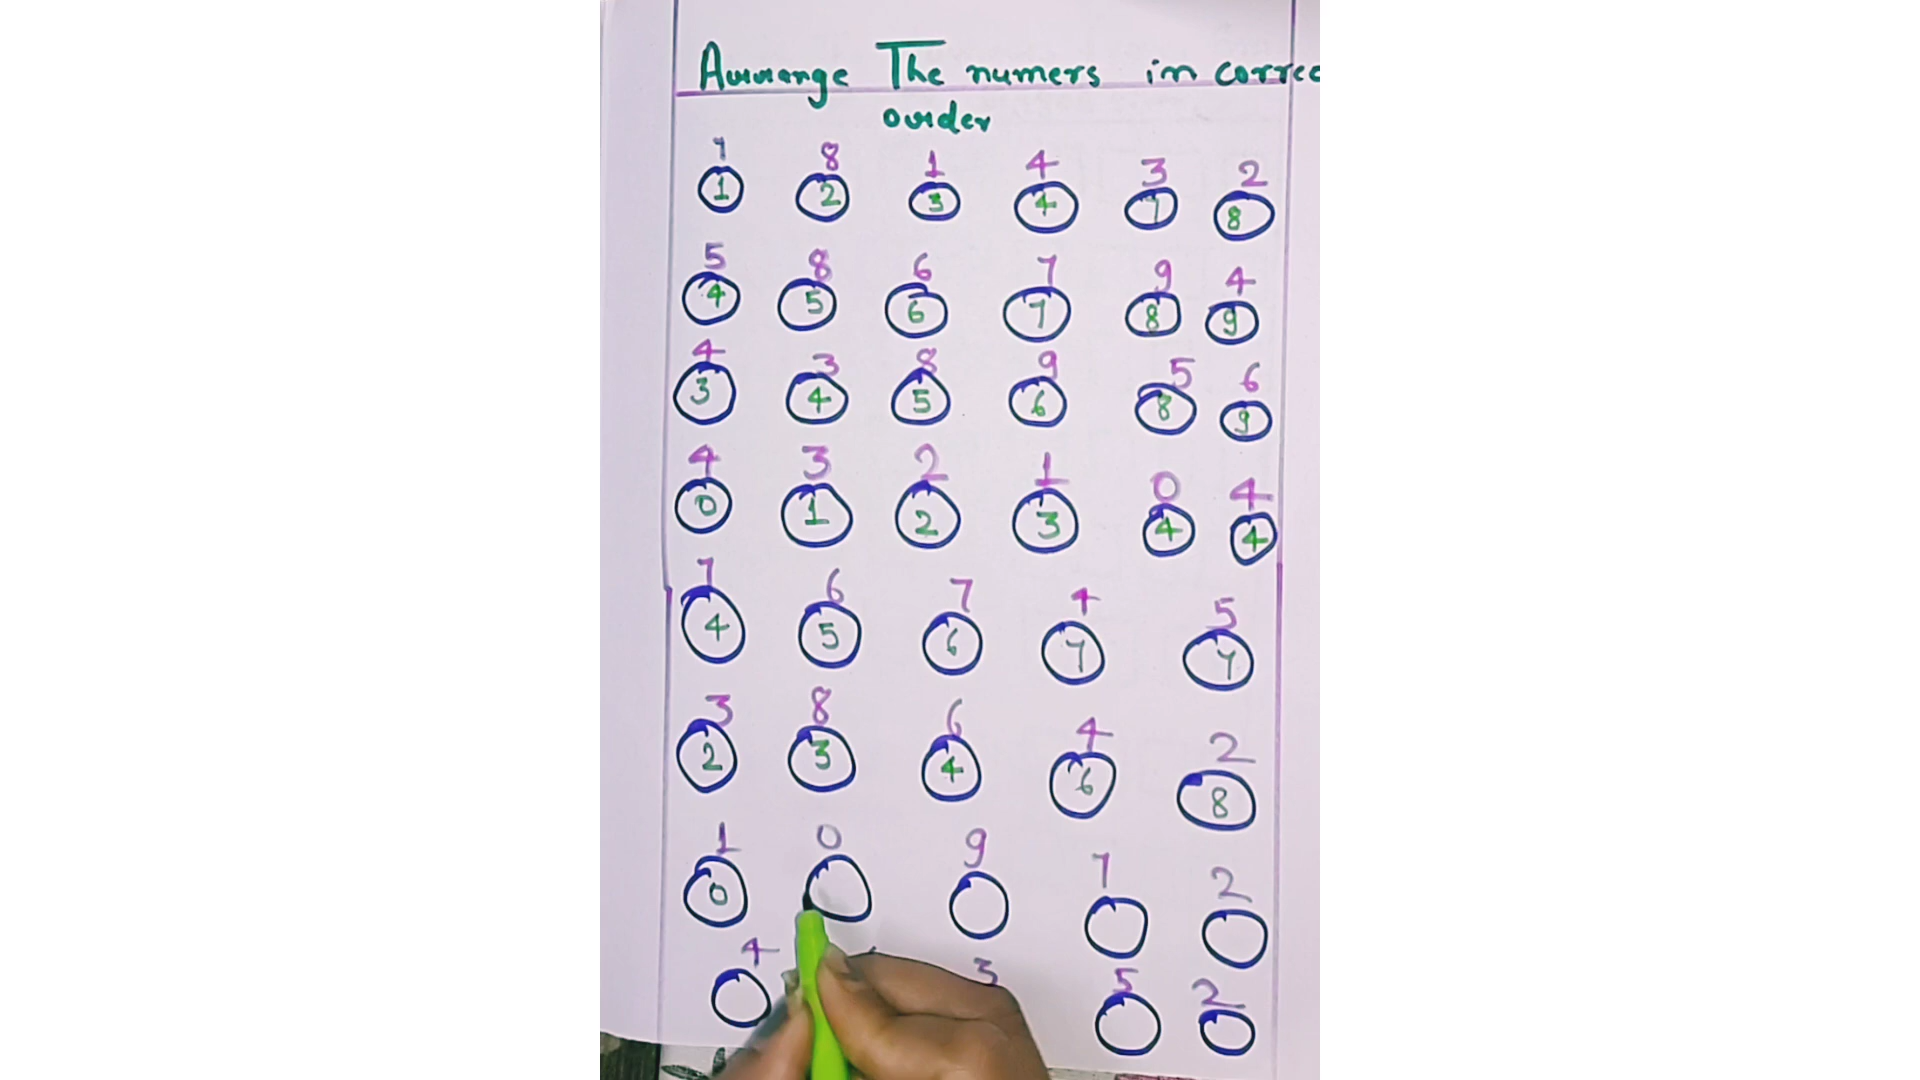 Arrange The numers in corre
order
7 8 1 4 3 2
1 2 3 4 7 8
5 8 6 7 9 4
4 5 6 7 8 9
4 3 8 9 5 6
3 4 5 6 8 9
4 3 2 1 0 4
0 1 2 3 4 4
7 6 7 4 5
4 5 6 7 7
3 8 6 4 2
2 3 4 6 8
1 0 9 7 2
0
4 3 5 2